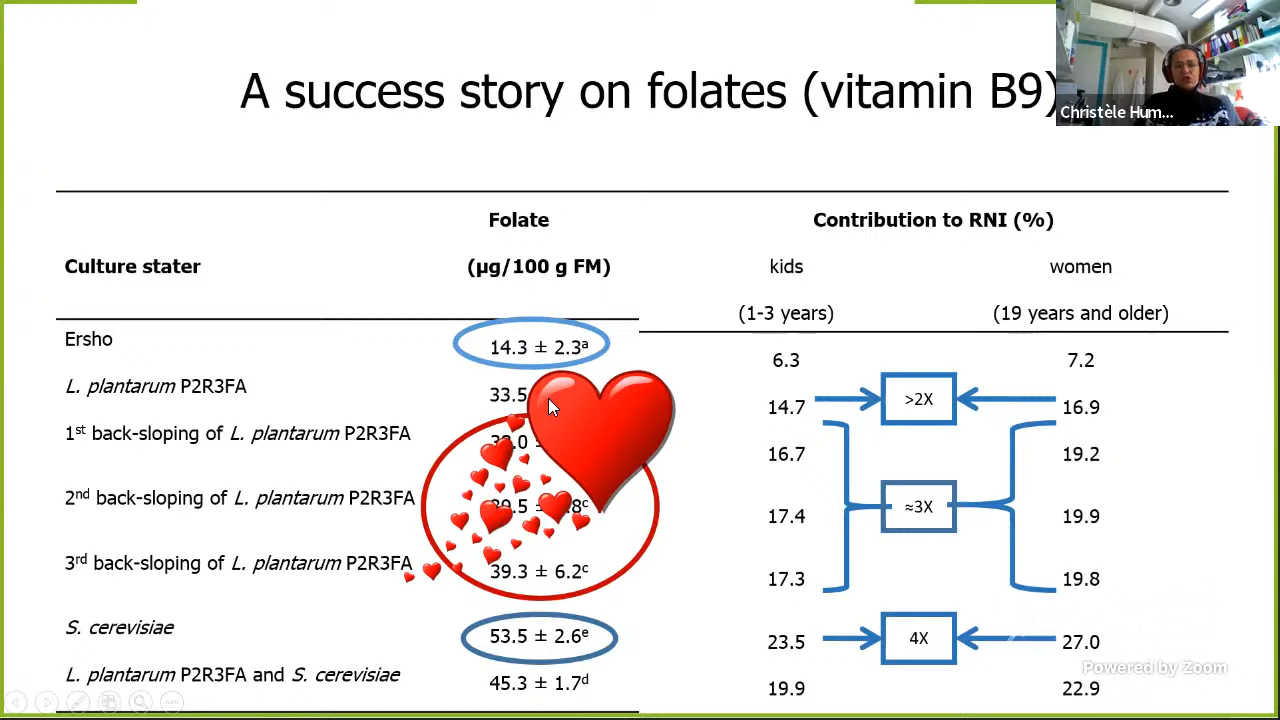 A success story on folates (vitamin B9)
Christèle Hum...
Folate
Contribution to RNI (%)
Culture stater
(µg/100 g FM)
kids
women
(1-3 years)
(19 years and older)
Ersho
14.3 ± 2.3ᵃ
6.3
7.2
L. plantarum P2R3FA
33.5
14.7
>2X
16.9
1st back-sloping of L. plantarum P2R3FA
16.7
19.2
2nd back-sloping of L. plantarum P2R3FA
17.4
≈3X
19.9
3rd back-sloping of L. plantarum P2R3FA
39.3 ± 6.2ᶜ
17.3
19.8
S. cerevisiae
53.5 ± 2.6ᵉ
23.5
4X
27.0
L. plantarum P2R3FA and S. cerevisiae
45.3 ± 1.7ᵈ
19.9
22.9
Powered by Zoom